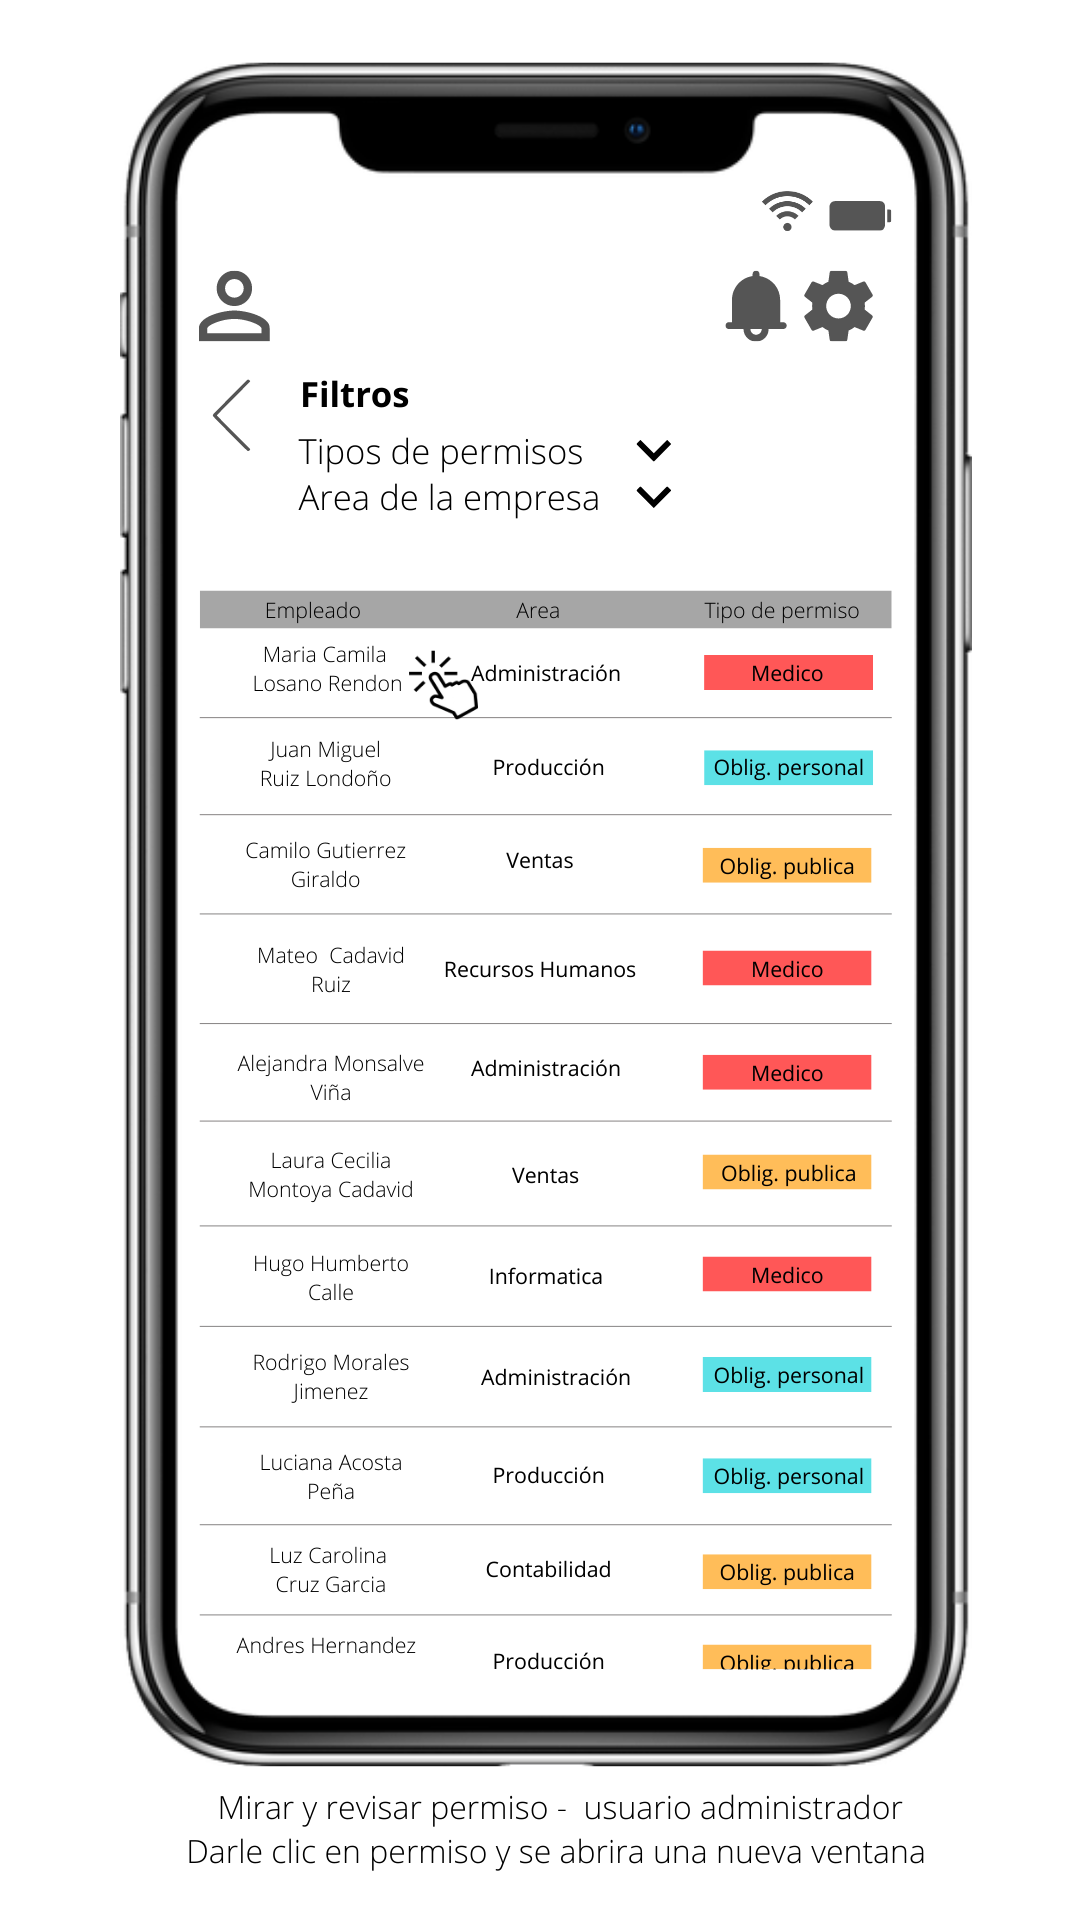 Filtros
Tipos de permisos
Area de la empresa
Empleado Area Tipo de permiso
Maria Camila
Losano Rendon
Administración
Medico
Juan Miguel
Ruiz Londoño
Producción
Oblig. personal
Camilo Gutierrez
Giraldo
Ventas
Oblig. publica
Mateo  Cadavid
Ruiz
Recursos Humanos
Medico
Alejandra Monsalve
Viña
Administración
Medico
Laura Cecilia
Montoya Cadavid
Ventas
Oblig. publica
Hugo Humberto
Calle
Informatica
Medico
Rodrigo Morales
Jimenez
Administración
Oblig. personal
Luciana Acosta
Peña
Producción
Oblig. personal
Luz Carolina
Cruz Garcia
Contabilidad
Oblig. publica
Andres Hernandez
Producción
Oblig. publica
Mirar y revisar permiso -  usuario administrador
Darle clic en permiso y se abrira una nueva ventana